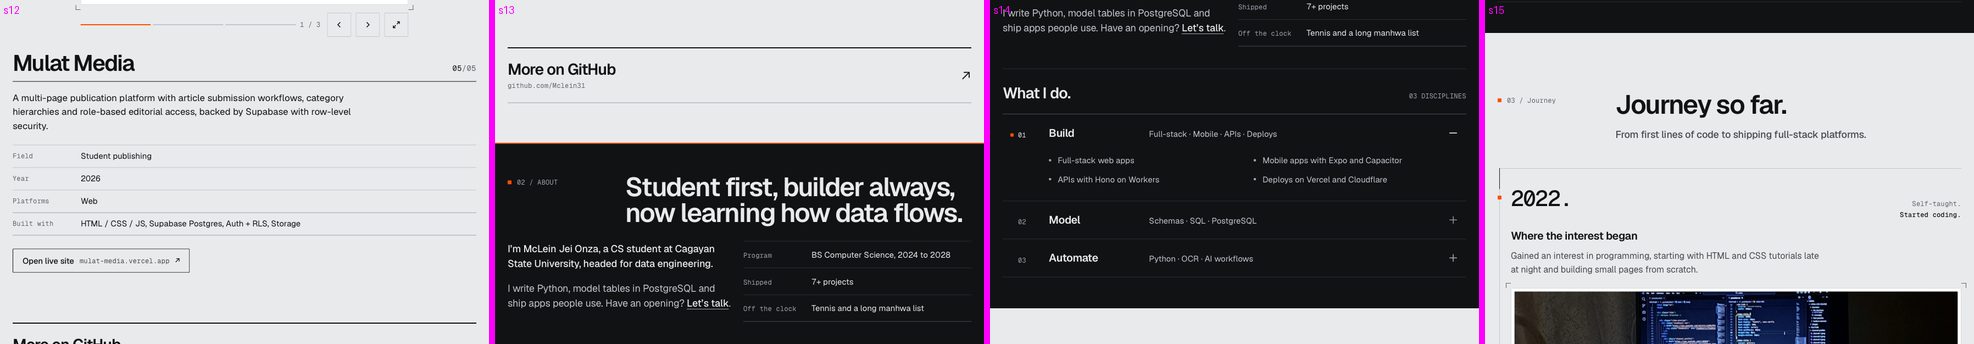 s12
1 / 3
Mulat Media
05/05
A multi-page publication platform with article submission workflows, category
hierarchies and role-based editorial access, backed by Supabase with row-level
security.
Field Student publishing
Year 2026
Platforms Web
Built with HTML / CSS / JS, Supabase Postgres, Auth + RLS, Storage
Open live site mulat-media.vercel.app ↗
More on GitHub
s13
More on GitHub
github.com/Mclein31
02 / ABOUT
Student first, builder always,
now learning how data flows.
I'm McLein Jei Onza, a CS student at Cagayan
State University, headed for data engineering.
I write Python, model tables in PostgreSQL and
ship apps people use. Have an opening? Let's talk.
Program BS Computer Science, 2024 to 2028
Shipped 7+ projects
Off the clock Tennis and a long manhwa list
s14
I write Python, model tables in PostgreSQL and
ship apps people use. Have an opening? Let's talk.
Shipped 7+ projects
Off the clock Tennis and a long manhwa list
What I do.
03 DISCIPLINES
01 Build Full-stack · Mobile · APIs · Deploys
• Full-stack web apps
• Mobile apps with Expo and Capacitor
• APIs with Hono on Workers
• Deploys on Vercel and Cloudflare
02 Model Schemas · SQL · PostgreSQL
03 Automate Python · OCR · AI workflows
s15
03 / Journey
Journey so far.
From first lines of code to shipping full-stack platforms.
2022.
Self-taught.
Started coding.
Where the interest began
Gained an interest in programming, starting with HTML and CSS tutorials late
at night and building small pages from scratch.